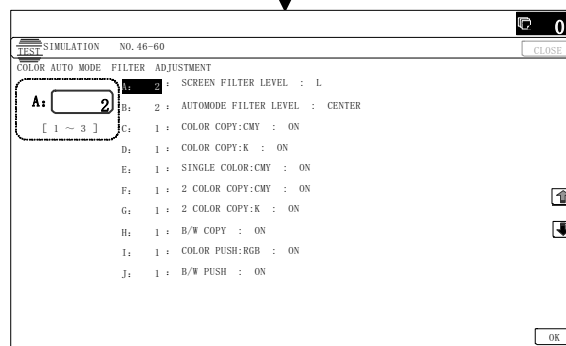 0
TEST SIMULATION NO.46-60
CLOSE
COLOR AUTO MODE FILTER ADJUSTMENT
A: 2
[ 1 ~ 3 ]
A: 2 : SCREEN FILTER LEVEL : L
B: 2 : AUTOMODE FILTER LEVEL : CENTER
C: 1 : COLOR COPY:CMY : ON
D: 1 : COLOR COPY:K : ON
E: 1 : SINGLE COLOR:CMY : ON
F: 1 : 2 COLOR COPY:CMY : ON
G: 1 : 2 COLOR COPY:K : ON
H: 1 : B/W COPY : ON
I: 1 : COLOR PUSH:RGB : ON
J: 1 : B/W PUSH : ON
OK